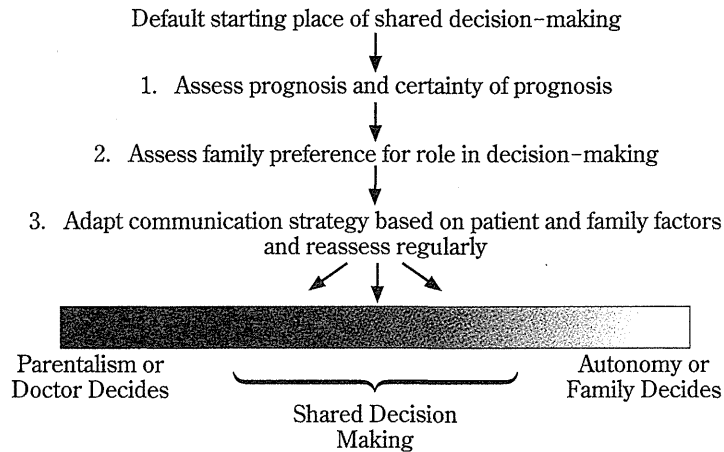 Default starting place of shared decision-making
1. Assess prognosis and certainty of prognosis
2. Assess family preference for role in decision-making
3. Adapt communication strategy based on patient and family factors
and reassess regularly
Parentalism or
Doctor Decides
Autonomy or
Family Decides
Shared Decision
Making